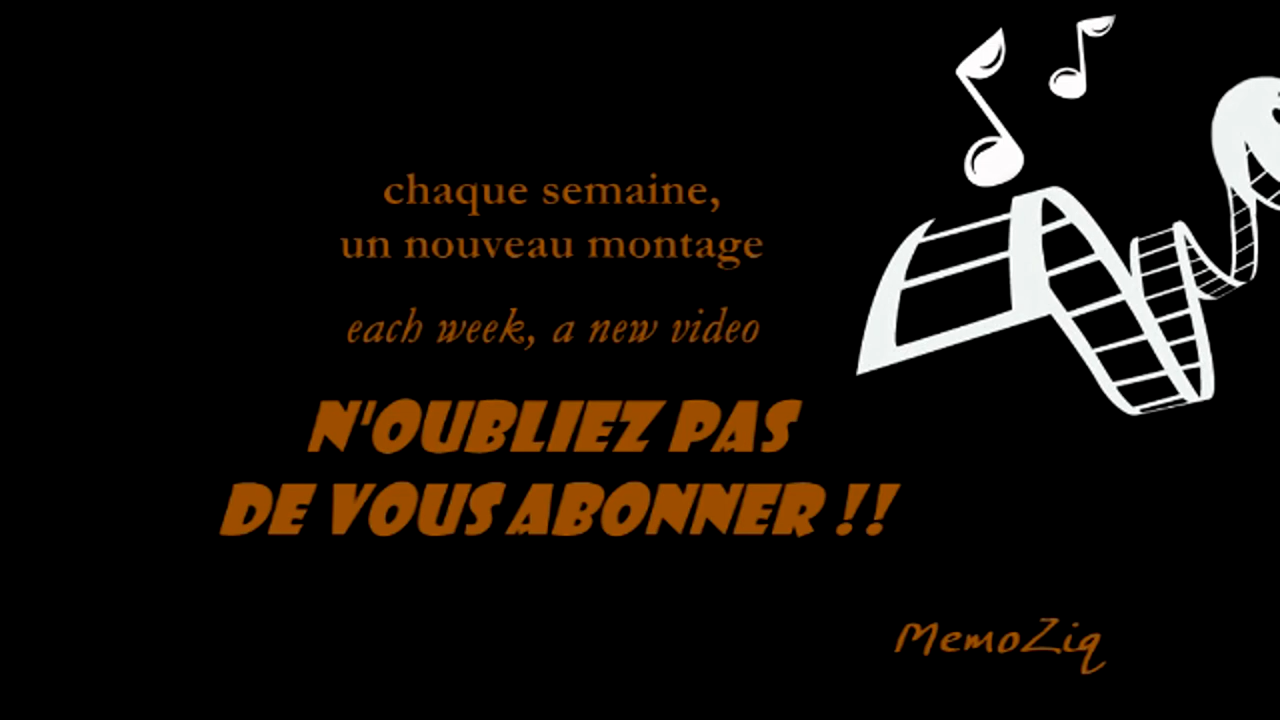 chaque semaine,
un nouveau montage
each week, a new video
N'OUBLIEZ PAS
DE VOUS ABONNER !!
MemoZiq